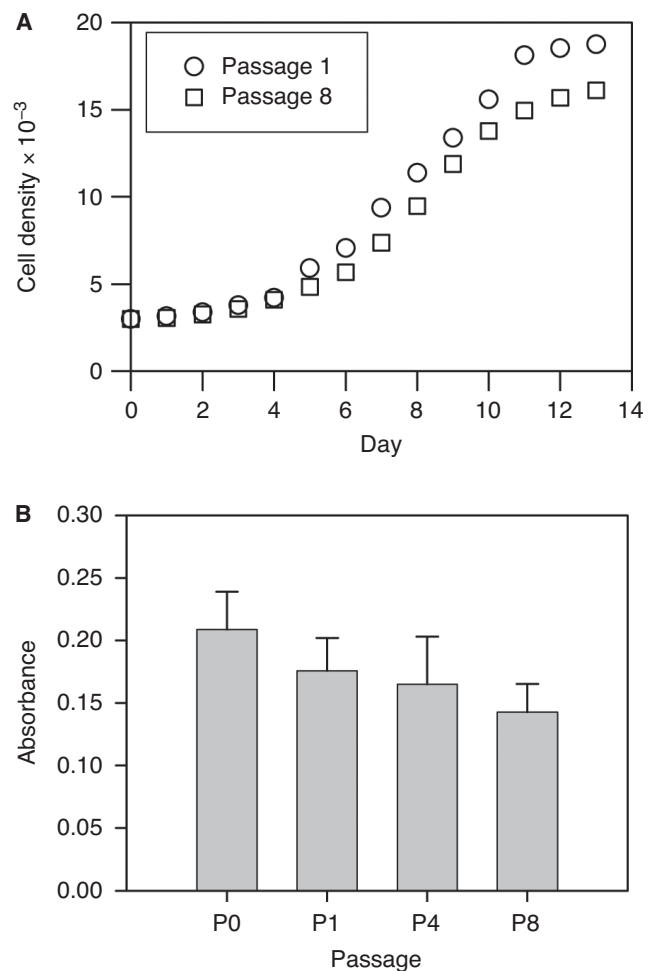 A
20
Passage 1
Passage 8
15
10
5
0
Cell density × 10⁻³
0 2 4 6 8 10 12 14
Day
B
0.30
0.25
0.20
0.15
0.10
0.05
0.00
Absorbance
P0 P1 P4 P8
Passage